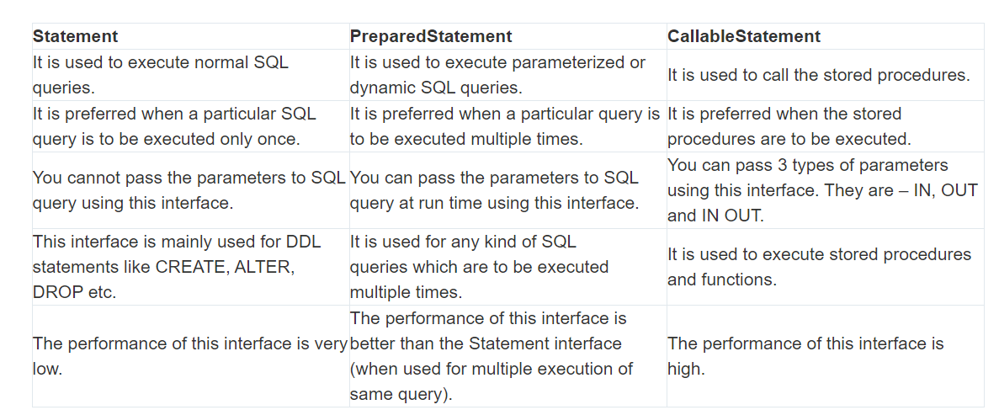 Statement
PreparedStatement
CallableStatement
It is used to execute normal SQL
queries.
It is used to execute parameterized or
dynamic SQL queries.
It is used to call the stored procedures.
It is preferred when a particular SQL
query is to be executed only once.
It is preferred when a particular query is
to be executed multiple times.
It is preferred when the stored
procedures are to be executed.
You cannot pass the parameters to SQL
query using this interface.
You can pass the parameters to SQL
query at run time using this interface.
You can pass 3 types of parameters
using this interface. They are – IN, OUT
and IN OUT.
This interface is mainly used for DDL
statements like CREATE, ALTER,
DROP etc.
It is used for any kind of SQL
queries which are to be executed
multiple times.
It is used to execute stored procedures
and functions.
The performance of this interface is very
low.
The performance of this interface is
better than the Statement interface
(when used for multiple execution of
same query).
The performance of this interface is
high.